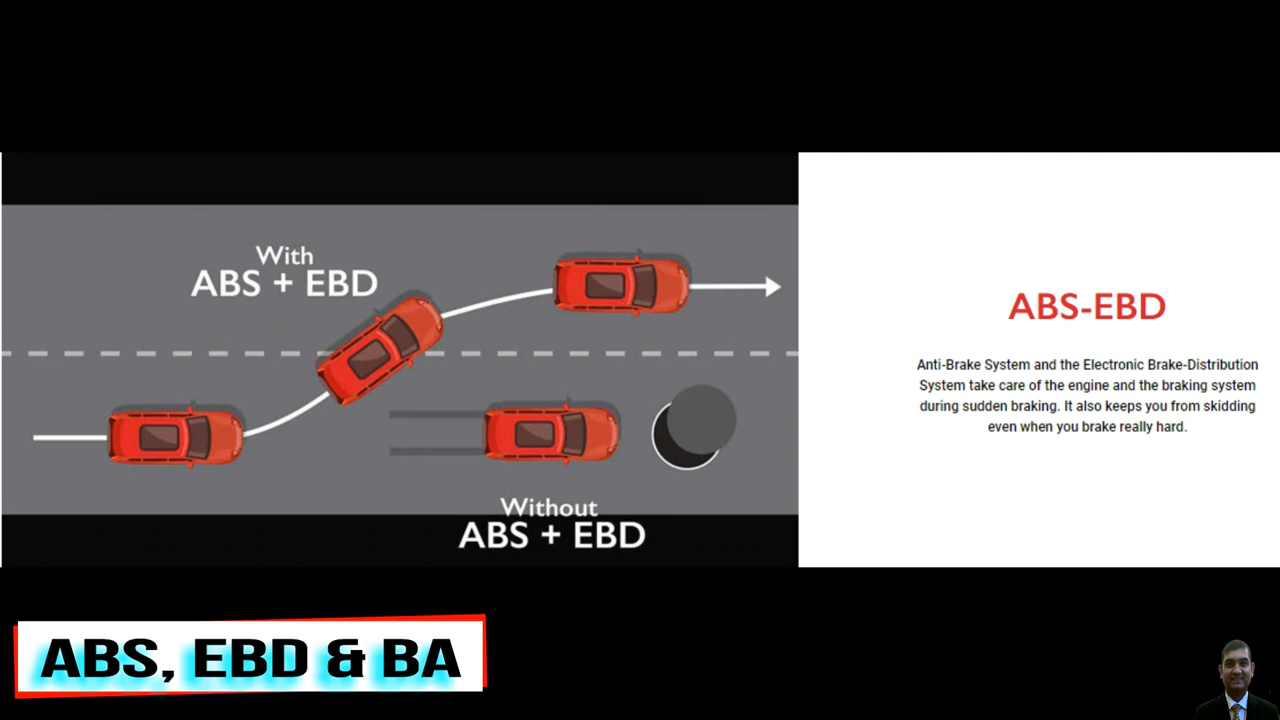 With
ABS + EBD
Without
ABS + EBD
ABS-EBD
Anti-Brake System and the Electronic Brake-Distribution
System take care of the engine and the braking system
during sudden braking. It also keeps you from skidding
even when you brake really hard.
ABS, EBD & BA